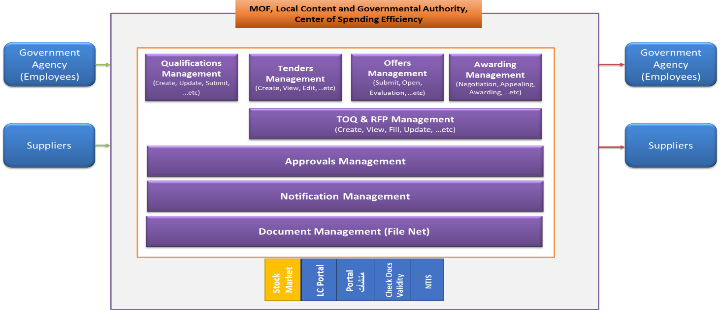 MOF, Local Content and Governmental Authority,
Center of Spending Efficiency
Government
Agency
(Employees)
Suppliers
Qualifications
Management
(Create, Update, Submit,
...etc)
Tenders
Management
(Create, View, Edit, ...etc)
Offers
Management
(Submit, Open,
Evaluation, ...etc)
Awarding
Management
(Negotiation, Appealing,
Awarding, ...etc)
TOQ & RFP Management
(Create, View, Fill, Update, ...etc)
Approvals Management
Notification Management
Document Management (File Net)
Government
Agency
(Employees)
Suppliers
Stock
Market
LC Portal
Portal
منشآت
Check Docs
Validity
NTIS